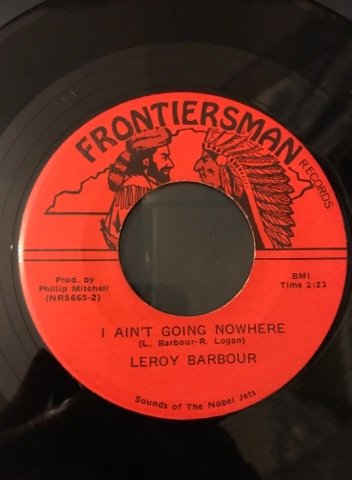 FRONTIERSMAN
RECORDS
Prod. by
Phillip Mitchell
(NR5665-2)
BMI
Time 2:23
I AIN'T GOING NOWHERE
(L. Barbour-R. Logan)
LEROY BARBOUR
Sounds of The Nobel Jets